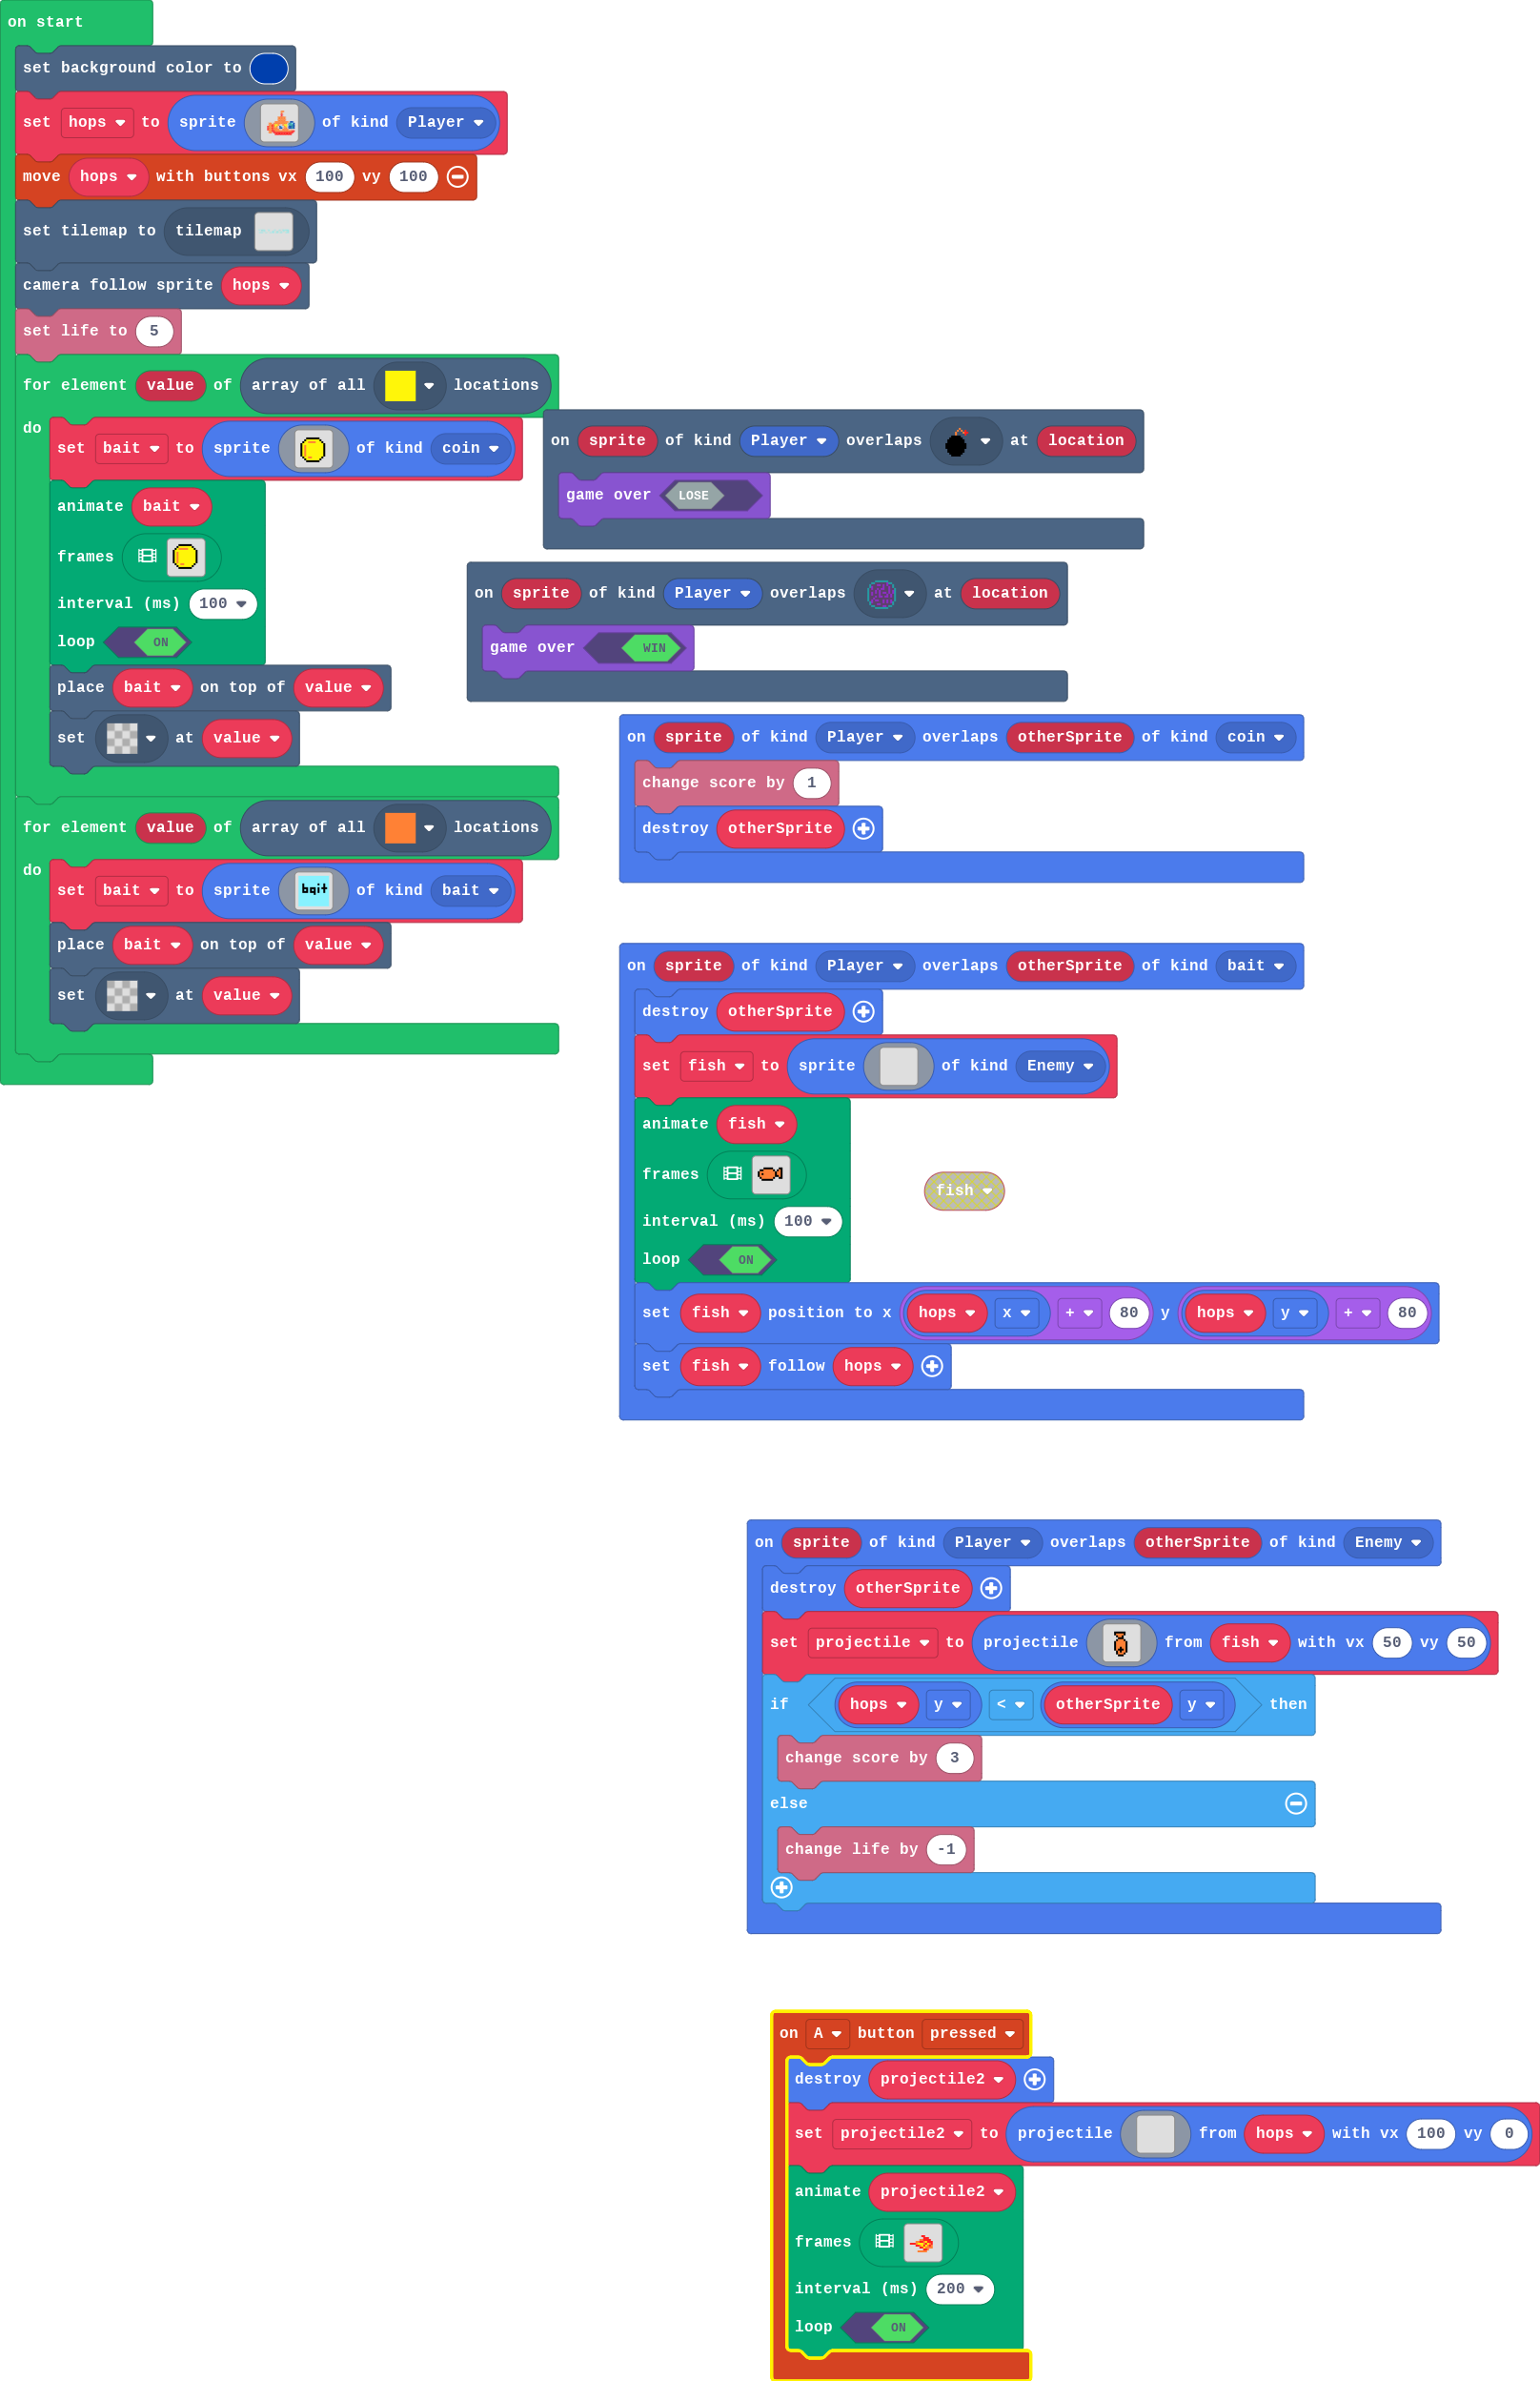 on start
set background color to
set hops to sprite of kind Player
move hops with buttons vx 100 vy 100
set tilemap to tilemap
camera follow sprite hops
set life to 5
for element value of array of all locations
do
set bait to sprite of kind coin
animate bait
frames
interval (ms) 100
loop ON
place bait on top of value
set at value
for element value of array of all locations
do
set bait to sprite bait of kind bait
place bait on top of value
set at value
on sprite of kind Player overlaps at location
game over LOSE
on sprite of kind Player overlaps at location
game over WIN
on sprite of kind Player overlaps otherSprite of kind coin
change score by 1
destroy otherSprite
on sprite of kind Player overlaps otherSprite of kind bait
destroy otherSprite
set fish to sprite of kind Enemy
animate fish
frames
interval (ms) 100
loop ON
fish
set fish position to x hops x + 80 y hops y + 80
set fish follow hops
on sprite of kind Player overlaps otherSprite of kind Enemy
destroy otherSprite
set projectile to projectile from fish with vx 50 vy 50
if hops y < otherSprite y then
change score by 3
else
change life by -1
on A button pressed
destroy projectile2
set projectile2 to projectile from hops with vx 100 vy 0
animate projectile2
frames
interval (ms) 200
loop ON